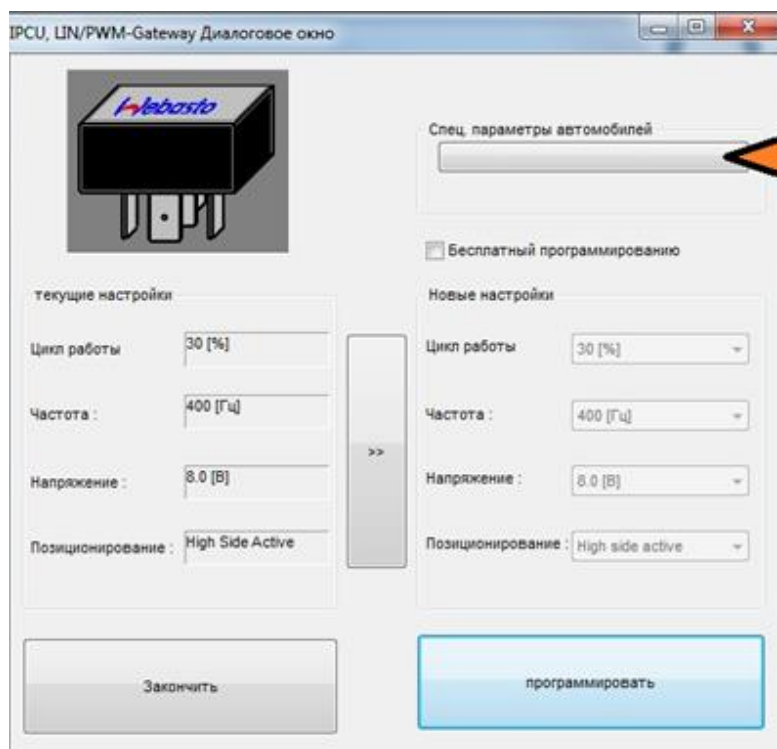 IPCU, LIN/PWM-Gateway Диалоговое окно
Webasto
Спец. параметры автомобилей
Бесплатный программированию
текущие настройки
Цикл работы 30 [%]
Частота : 400 [Гц]
Напряжение : 8.0 [В]
Позиционирование : High Side Active
>>
Новые настройки
Цикл работы 30 [%]
Частота : 400 [Гц]
Напряжение : 8.0 [В]
Позиционирование : High side active
Закончить
программировать